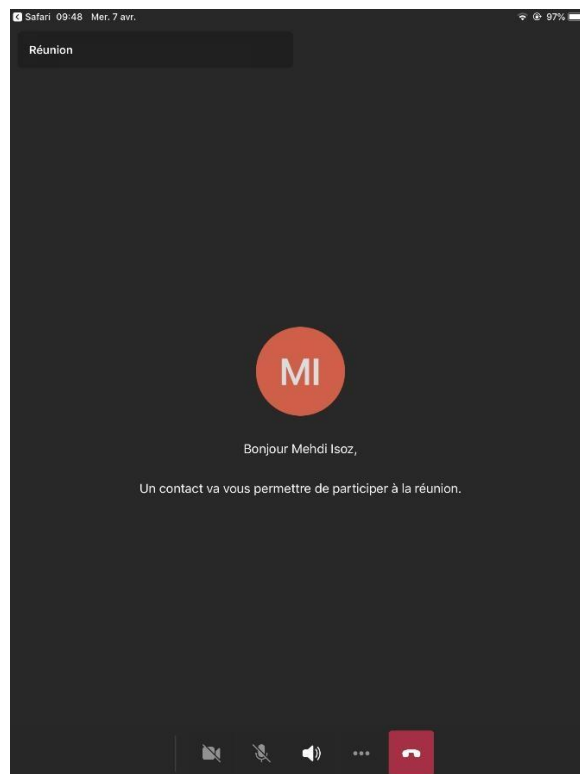 Safari 09:48 Mer. 7 avr. 97%
Réunion
MI
Bonjour Mehdi Isoz,
Un contact va vous permettre de participer à la réunion.